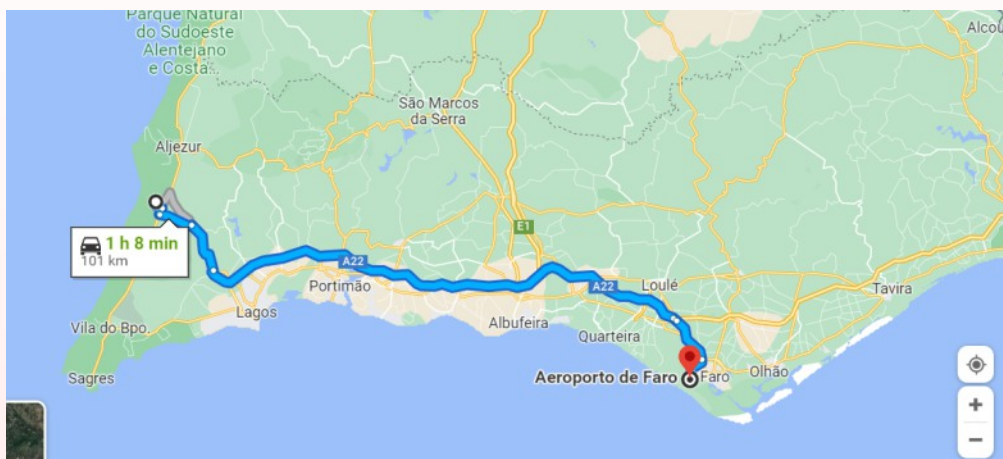 Parque Natural
do Sudoeste
Alentejano
e Costa...
Alcoû
São Marcos
da Serra
Aljezur
E1
1 h 8 min
101 km
A22
A22
Portimão
Loulé
Tavira
Lagos
Albufeira
Quarteira
Vila do Bpo.
Sagres
Aeroporto de Faro
Faro
Olhão